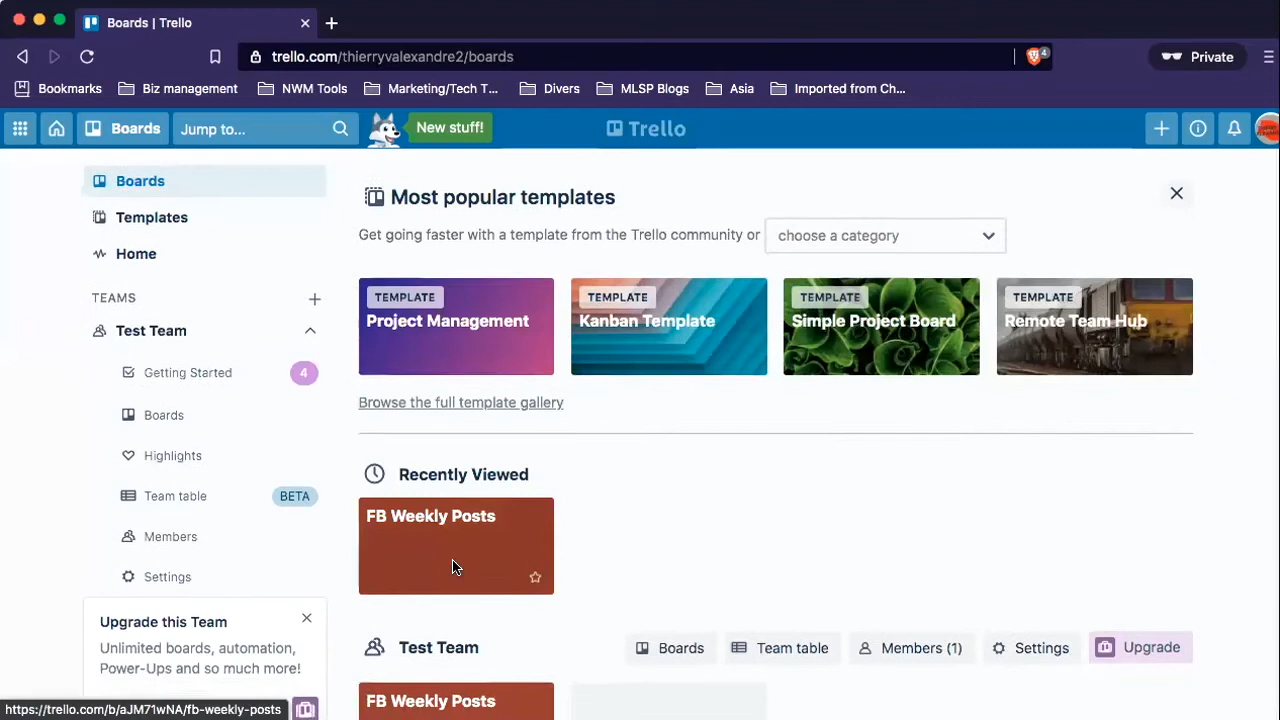 Boards | Trello
trello.com/thierryvalexandre2/boards
4
Private
Bookmarks
Biz management
NWM Tools
Marketing/Tech T...
Divers
MLSP Blogs
Asia
Imported from Ch...
Boards
Jump to...
New stuff!
Trello
Boards
Templates
Home
TEAMS
Test Team
Getting Started
4
Boards
Highlights
Team table
BETA
Members
Settings
Upgrade this Team
Unlimited boards, automation,
Power-Ups and so much more!
https://trello.com/b/aJM71wNA/fb-weekly-posts
Most popular templates
Get going faster with a template from the Trello community or
choose a category
TEMPLATE
Project Management
TEMPLATE
Kanban Template
TEMPLATE
Simple Project Board
TEMPLATE
Remote Team Hub
Browse the full template gallery
Recently Viewed
FB Weekly Posts
Test Team
Boards
Team table
Members (1)
Settings
Upgrade
FB Weekly Posts